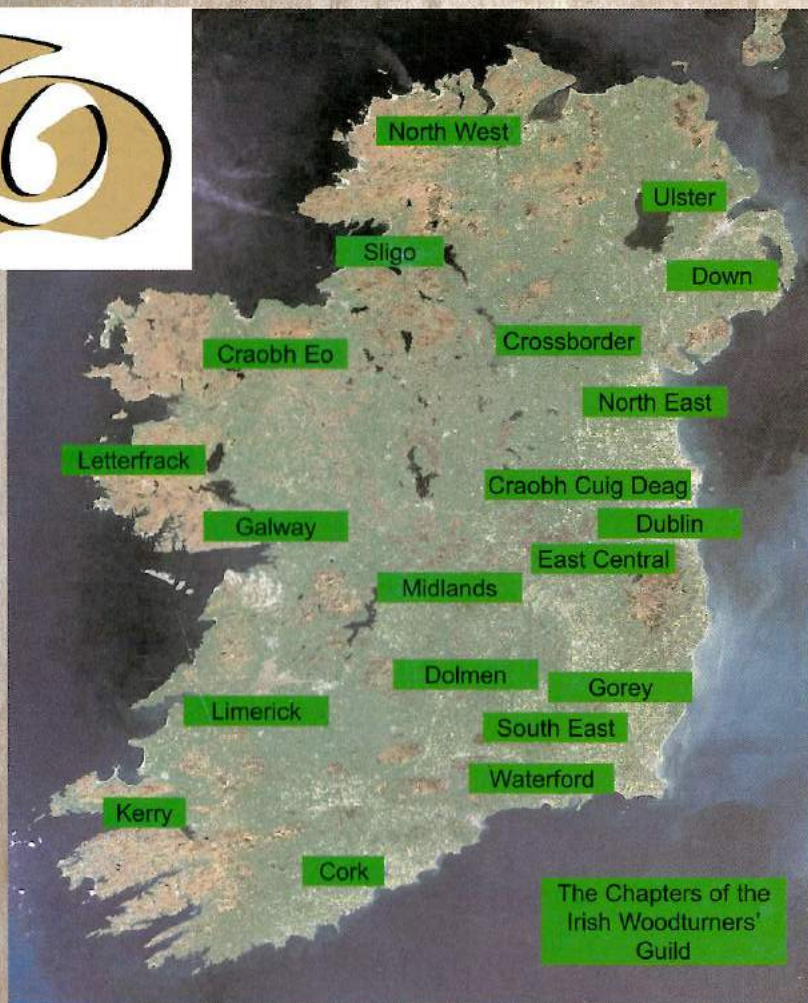 North West
Ulster
Sligo
Down
Crossborder
Craobh Eo
North East
Letterfrack
Craobh Cuig Deag
Dublin
Galway
East Central
Midlands
Dolmen
Gorey
Limerick
South East
Waterford
Kerry
Cork
The Chapters of the
Irish Woodturners'
Guild